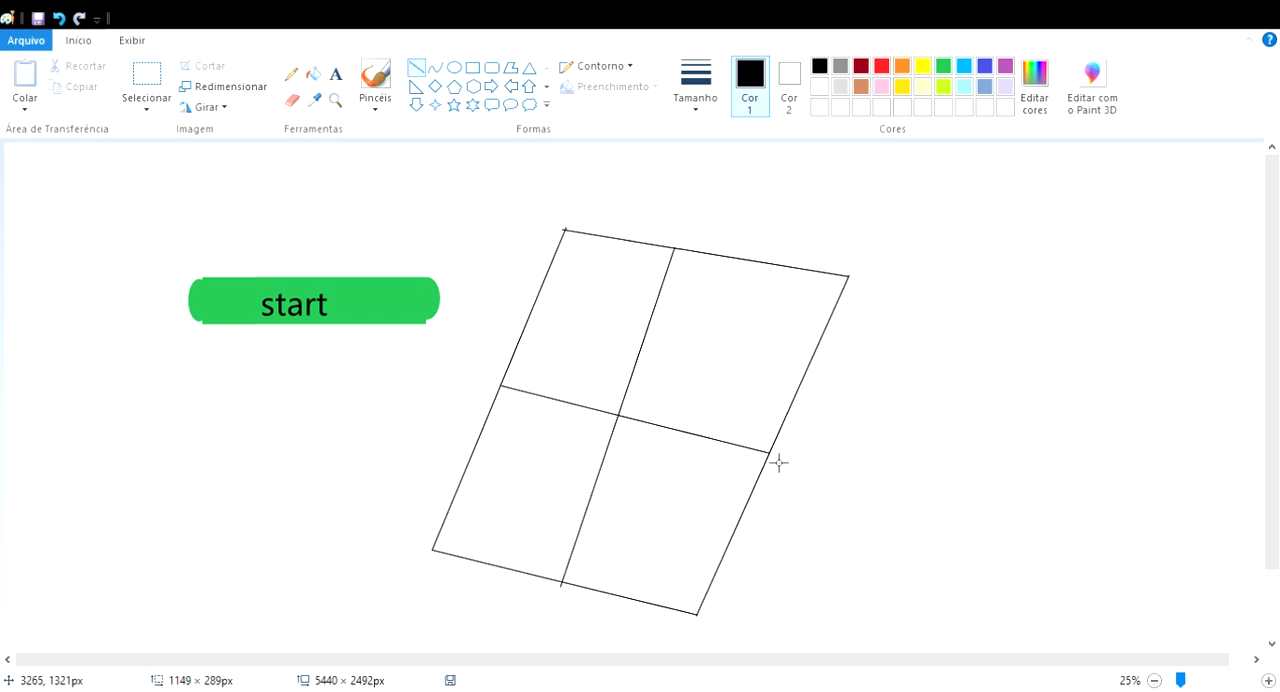 Arquivo Início Exibir
Colar
Recortar
Copiar
Área de Transferência
Selecionar
Cortar
Redimensionar
Girar
Imagem
A
Ferramentas
Pincéis
Contorno
Preenchimento
Formas
Tamanho
Cor
1
Cor
2
Editar
cores
Cores
Editar com
o Paint 3D
?
start
3265, 1321px 1149 × 289px 5440 × 2492px 25%